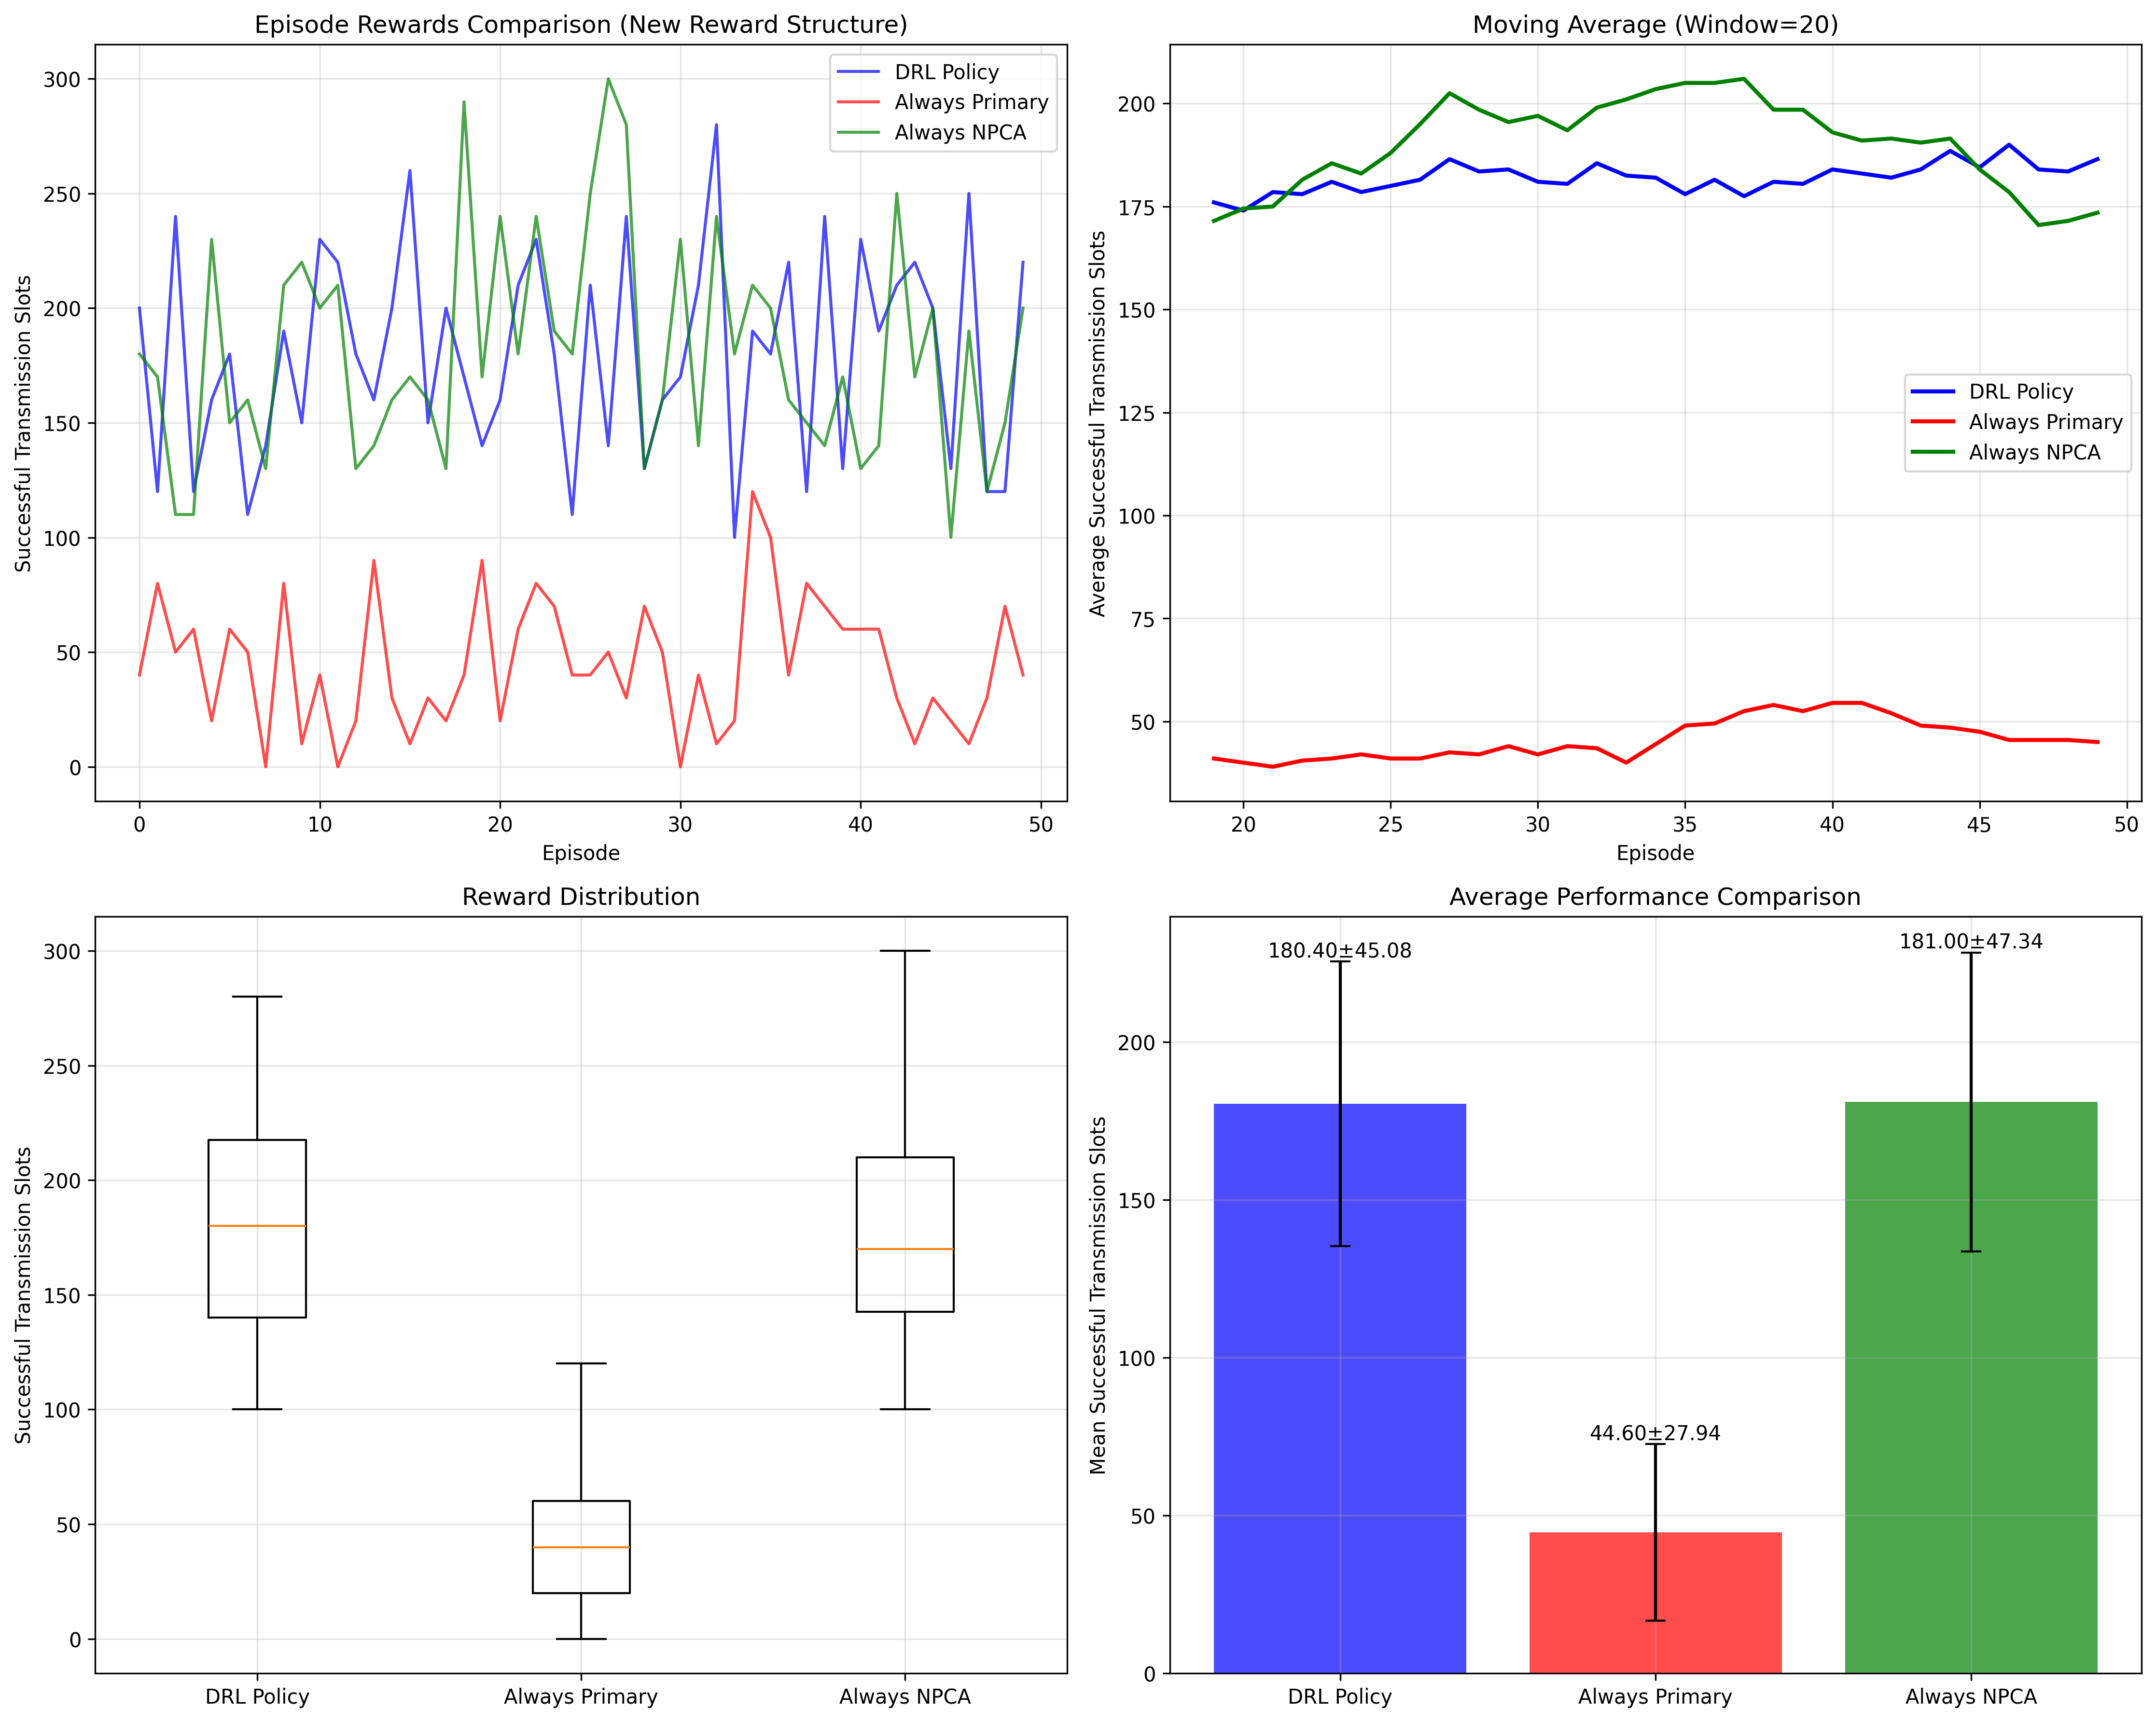 Episode Rewards Comparison (New Reward Structure)
Successful Transmission Slots
300
250
200
150
100
50
0
DRL Policy
Always Primary
Always NPCA
0 10 20 30 40 50
Episode
Moving Average (Window=20)
Average Successful Transmission Slots
200
175
150
125
100
75
50
DRL Policy
Always Primary
Always NPCA
20 25 30 35 40 45 50
Episode
Reward Distribution
Successful Transmission Slots
300
250
200
150
100
50
0
DRL Policy Always Primary Always NPCA
Average Performance Comparison
Mean Successful Transmission Slots
200
150
100
50
0
180.40±45.08
44.60±27.94
181.00±47.34
DRL Policy Always Primary Always NPCA